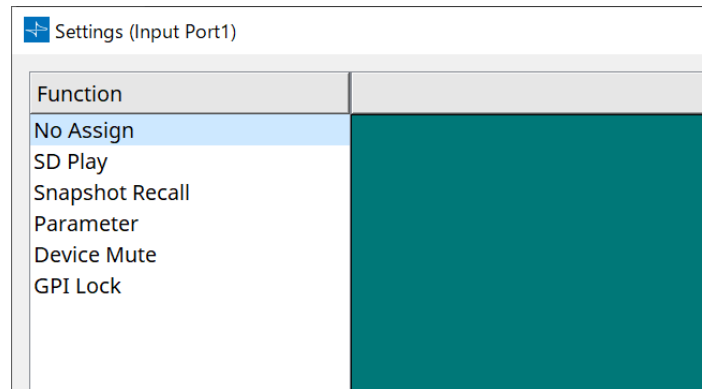 Settings (Input Port1)
Function
No Assign
SD Play
Snapshot Recall
Parameter
Device Mute
GPI Lock